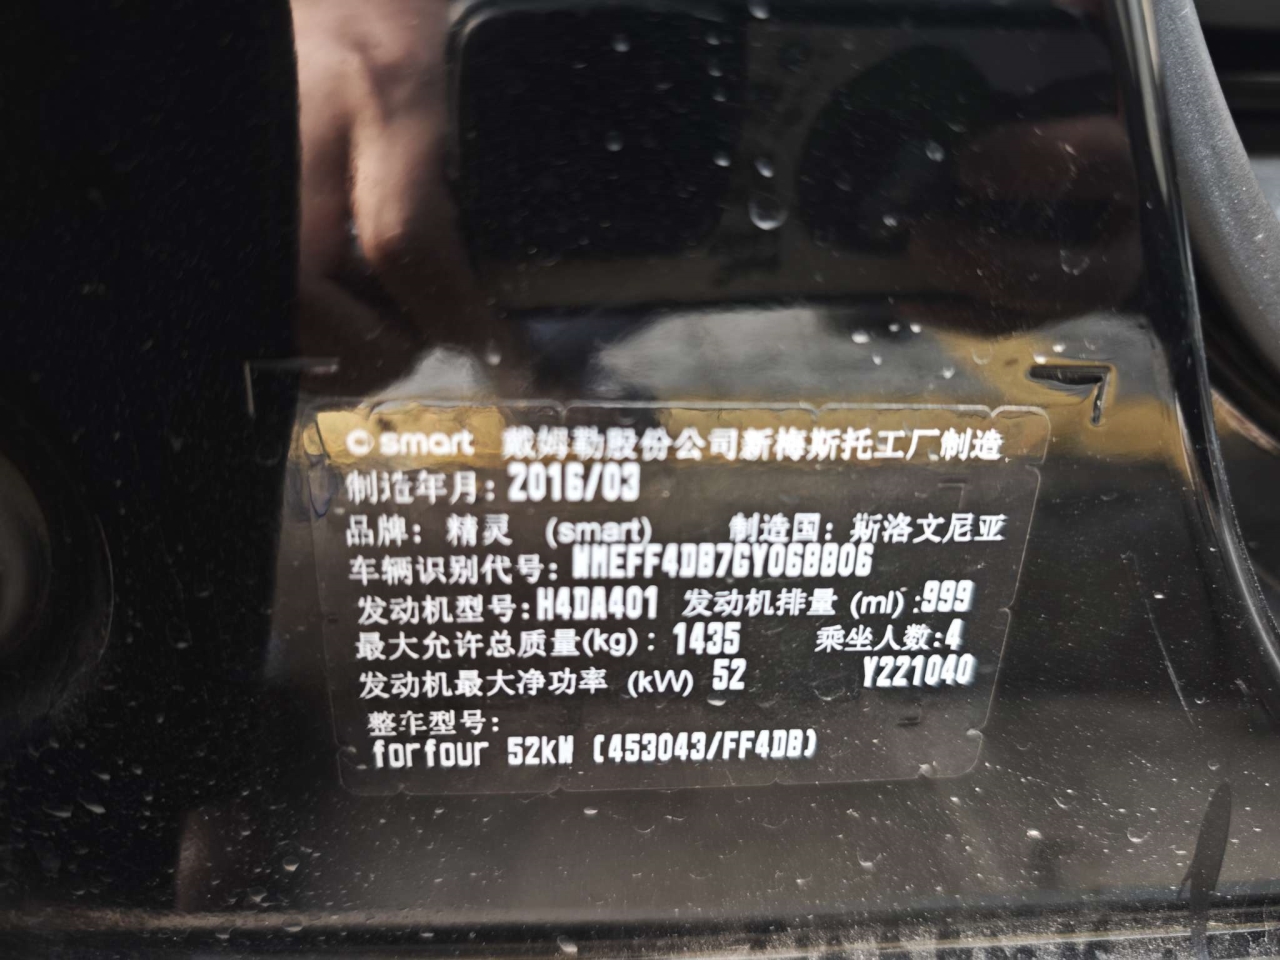 smart 戴姆勒股份公司新梅斯托工厂制造
制造年月: 2016/03
品牌: 精灵 (smart) 制造国: 斯洛文尼亚
车辆识别代号: WMEFF4DB7GY068806
发动机型号:H4DA401 发动机排量 (ml) :999
最大允许总质量(kg): 1435 乘坐人数:4
发动机最大净功率 (kW) 52 Y221040
整车型号:
forfour 52kW (453043/FF4DB)